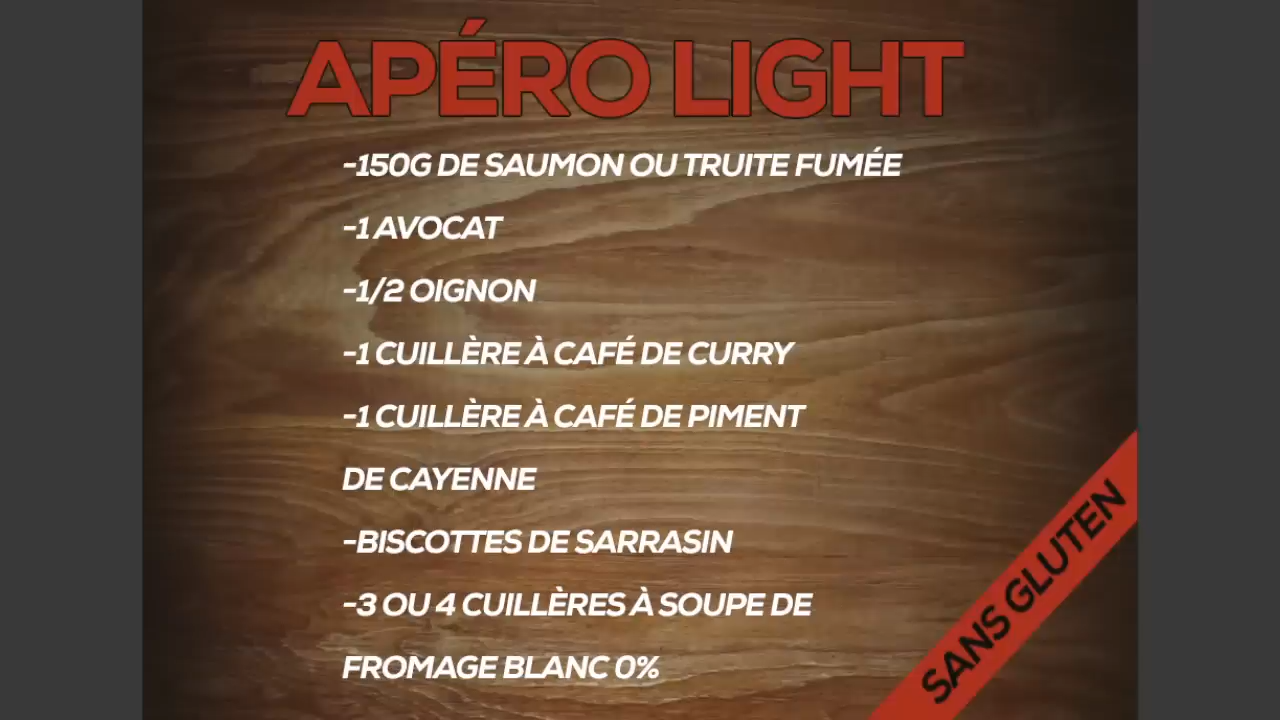 APÉRO LIGHT
-150G DE SAUMON OU TRUITE FUMÉE
-1 AVOCAT
-1/2 OIGNON
-1 CUILLÈRE À CAFÉ DE CURRY
-1 CUILLÈRE À CAFÉ DE PIMENT
DE CAYENNE
-BISCOTTES DE SARRASIN
-3 OU 4 CUILLÈRES À SOUPE DE
FROMAGE BLANC 0%
SANS GLUTEN